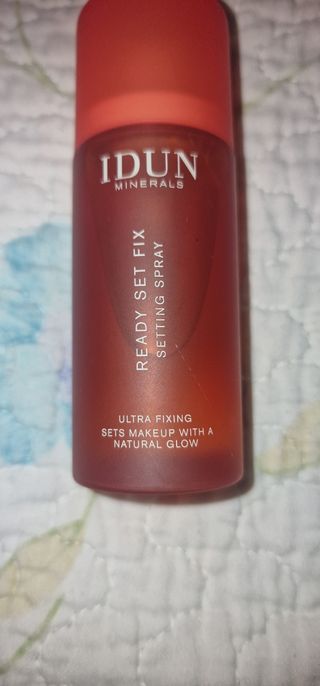 IDUN
MINERALS
READY SET FIX
SETTING SPRAY
ULTRA FIXING
SETS MAKEUP WITH A
NATURAL GLOW